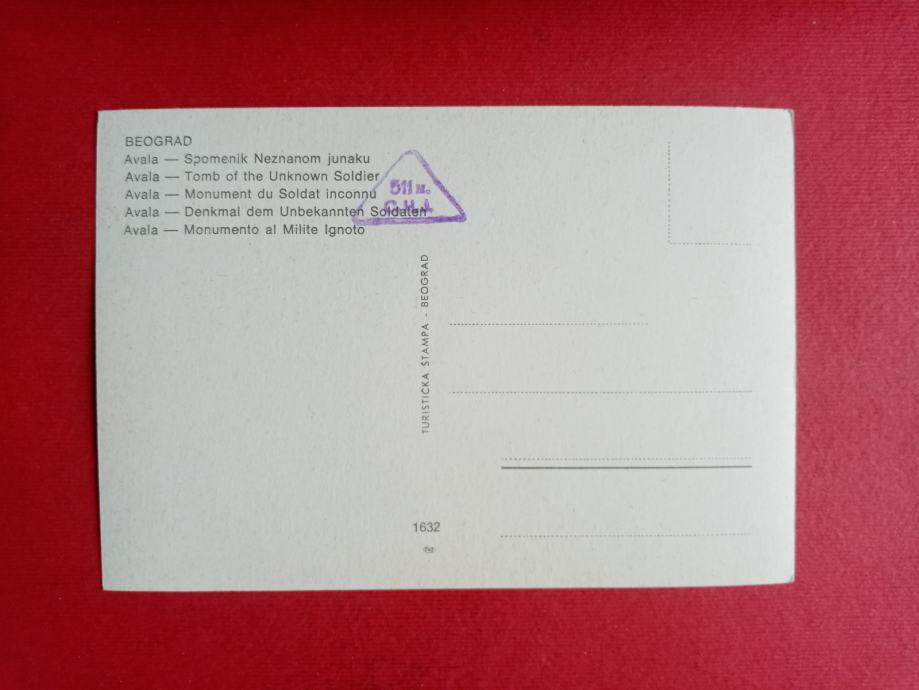 BEOGRAD
Avala — Spomenik Neznanom junaku
Avala — Tomb of the Unknown Soldier
Avala — Monument du Soldat inconnu
Avala — Denkmal dem Unbekannten Soldaten
Avala — Monumento al Milite Ignoto
511 м.
TURISTIČKA ŠTAMPA - BEOGRAD
1632